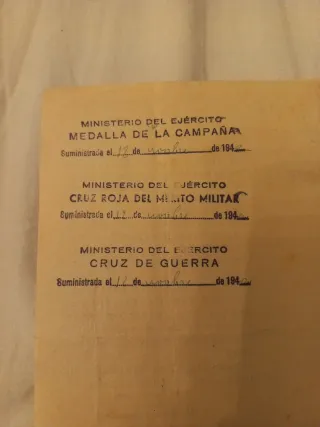 MINISTERIO DEL EJÉRCITO
MEDALLA DE LA CAMPAÑA
Suministrada el de de 194
MINISTERIO DEL EJÉRCITO
CRUZ ROJA DEL MÉRITO MILITAR
Suministrada el de de 194
MINISTERIO DEL EJÉRCITO
CRUZ DE GUERRA
Suministrada el de de 194